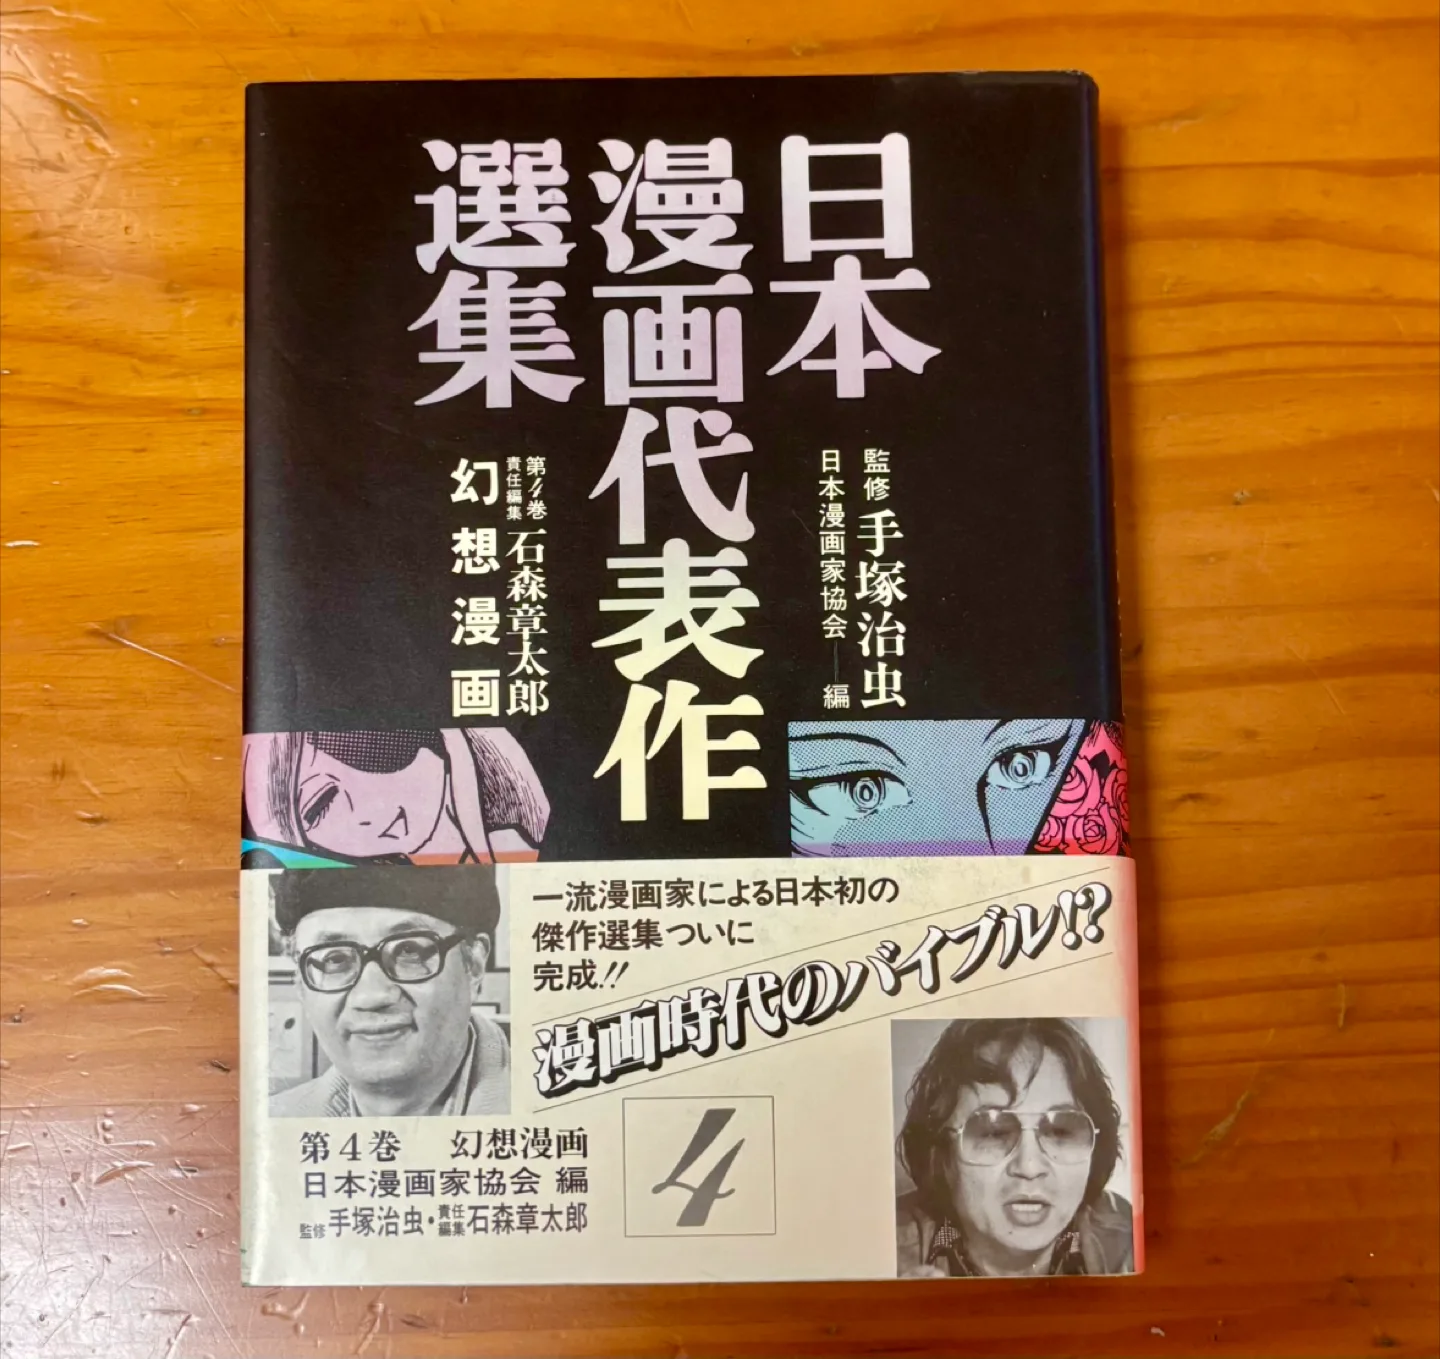 日本
漫画代表作
選集
監修 手塚治虫
日本漫画家協会―編
第4巻
責任編集
石森章太郎
幻想漫画
一流漫画家による日本初の
傑作選集ついに
完成!!
漫画時代のバイブル!?
第4巻 幻想漫画
日本漫画家協会 編
監修 手塚治虫・責任編集 石森章太郎
4